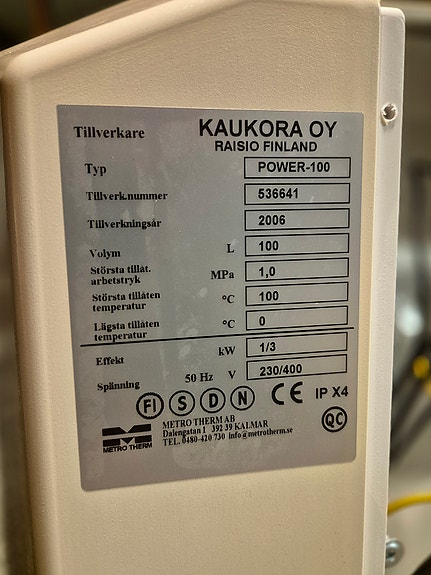 Tillverkare KAUKORA OY
RAISIO FINLAND
Typ POWER-100
Tillverk.nummer 536641
Tillverkningsår 2006
Volym L 100
Största tillåt.
arbetstryk MPa 1,0
Största tillåten
temperatur °C 100
Lägsta tillåten
temperatur °C 0
Effekt kW 1/3
Spänning 50 Hz V 230/400
FI S D N CE IP X4
METRO THERM
METRO THERM AB
Dalengatan 1 392 39 KALMAR
TEL. 0480-420 730 info@metrotherm.se
QC